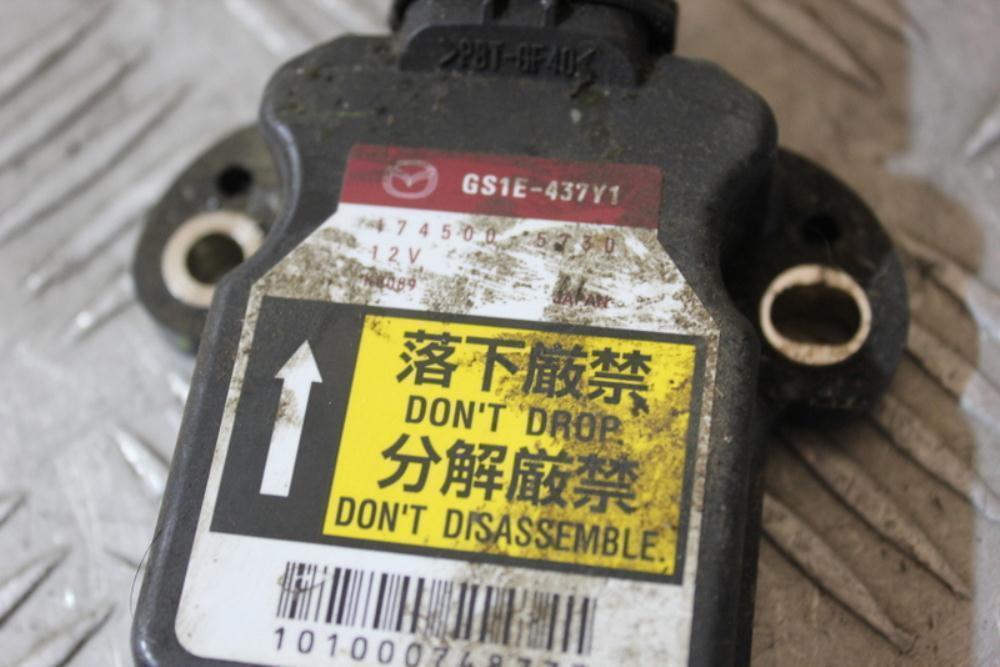 >PBT-GF40<
GS1E-437Y1
174500-5730
12V
JAPAN
落下厳禁
DON'T DROP.
分解厳禁
DON'T DISASSEMBLE.